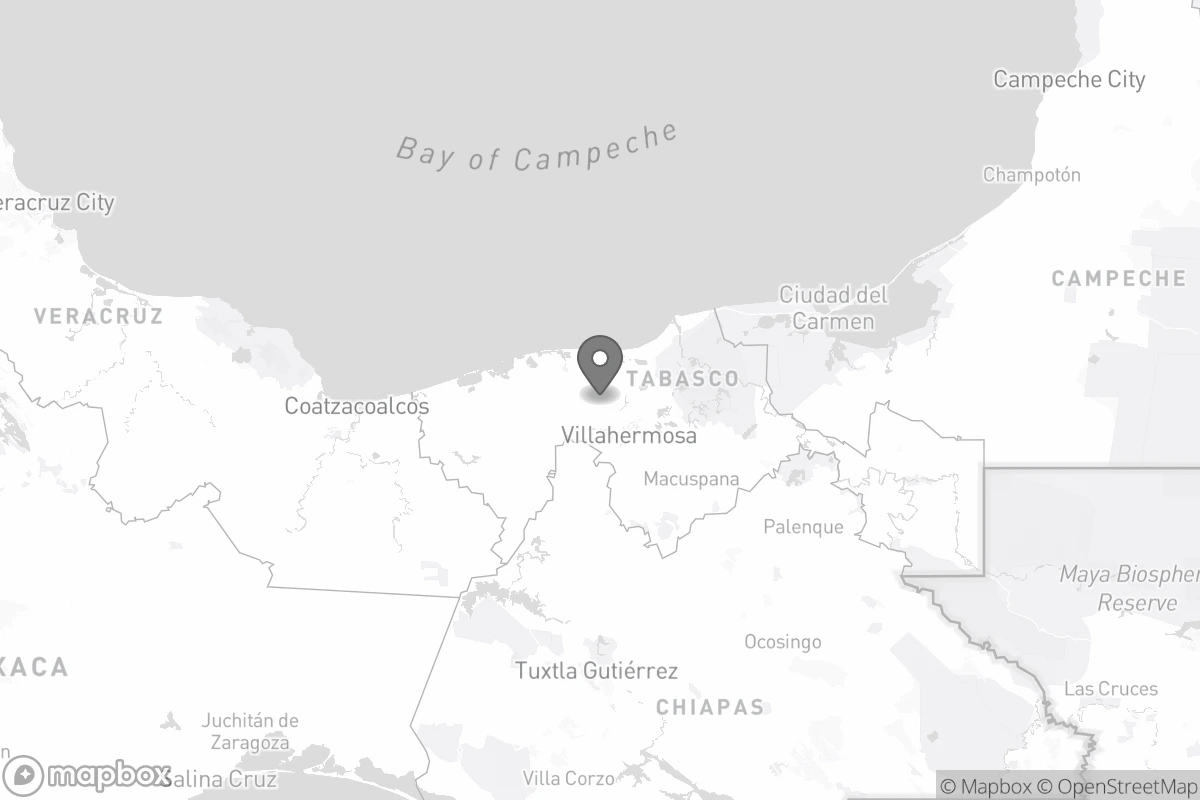 Campeche City
Bay of Campeche
Champotón
eracruz City
CAMPECHE
Ciudad del
Carmen
VERACRUZ
TABASCO
Coatzacoalcos
Villahermosa
Macuspana
Palenque
Maya Biospher
Reserve
Ocosingo
XACA
Tuxtla Gutiérrez
Las Cruces
CHIAPAS
Juchitán de
Zaragoza
Villa Corzo
Salina Cruz
mapbox
© Mapbox © OpenStreetMap